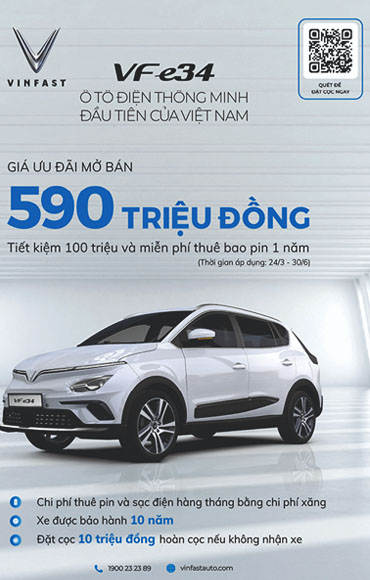 VINFAST
VF-e34
Ô TÔ ĐIỆN THÔNG MINH
ĐẦU TIÊN CỦA VIỆT NAM
QUÉT ĐỂ
ĐẶT CỌC NGAY
GIÁ ƯU ĐÃI MỞ BÁN
590 TRIỆU ĐỒNG
Tiết kiệm 100 triệu và miễn phí thuê bao pin 1 năm
(Thời gian áp dụng: 24/3 - 30/6)
VFe34
Chi phí thuê pin và sạc điện hàng tháng bằng chi phí xăng
Xe được bảo hành 10 năm
Đặt cọc 10 triệu đồng hoàn cọc nếu không nhận xe
1900 23 23 89 vinfastauto.com